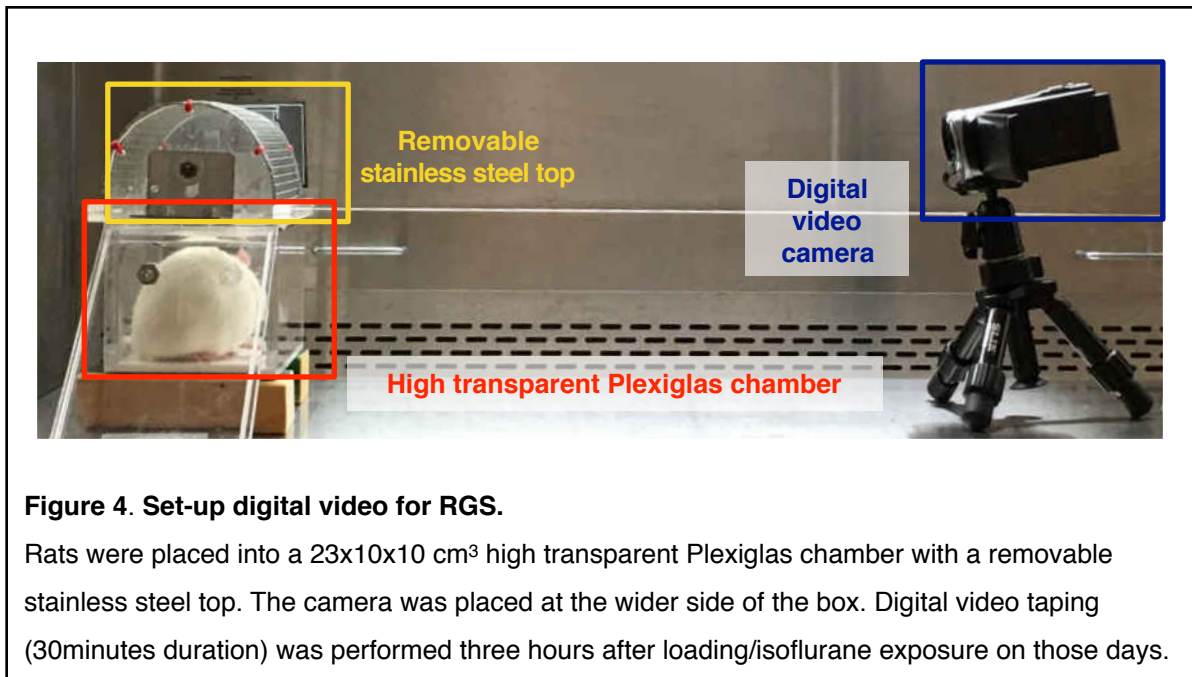 Removable
stainless steel top
Digital
video
camera
High transparent Plexiglas chamber
Figure 4. Set-up digital video for RGS.
Rats were placed into a 23x10x10 cm³ high transparent Plexiglas chamber with a removable
stainless steel top. The camera was placed at the wider side of the box. Digital video taping
(30minutes duration) was performed three hours after loading/isoflurane exposure on those days.